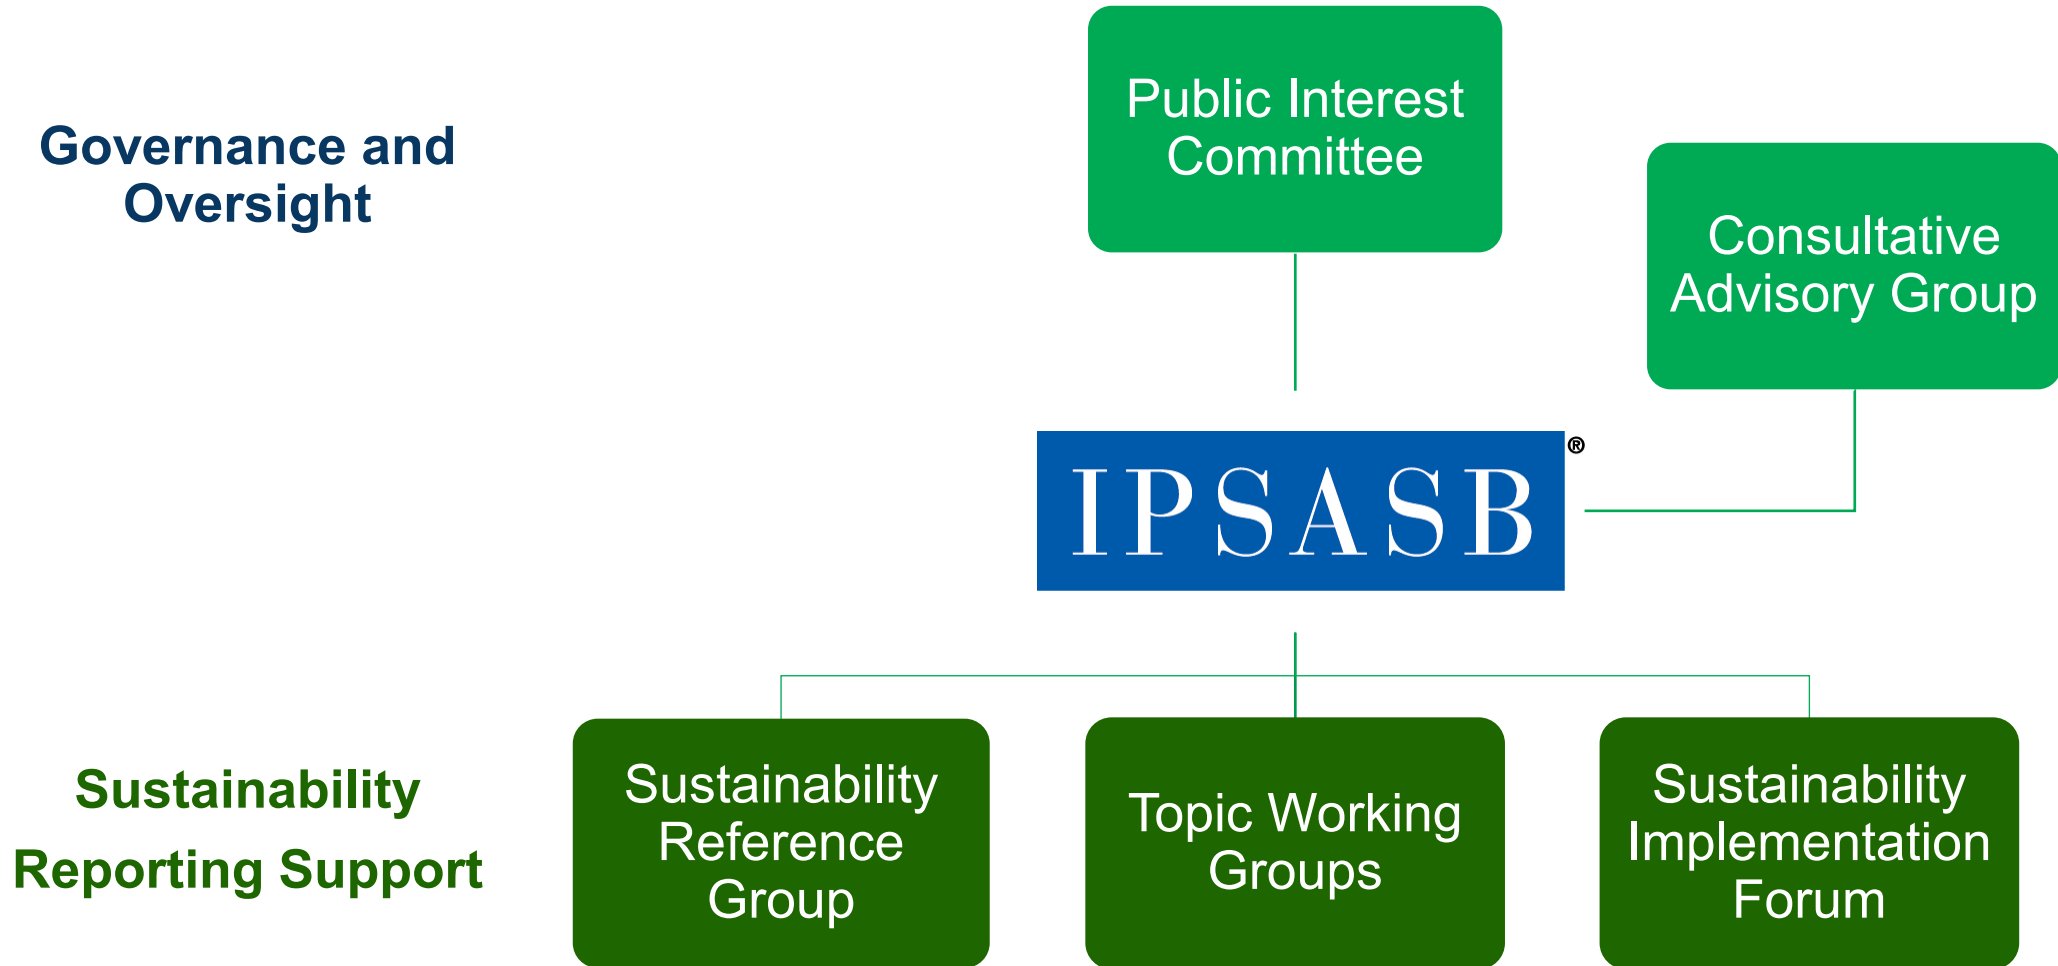 Governance and
Oversight
Public Interest
Committee
Consultative
Advisory Group
IPSASB®
Sustainability
Reporting Support
Sustainability
Reference
Group
Topic Working
Groups
Sustainability
Implementation
Forum